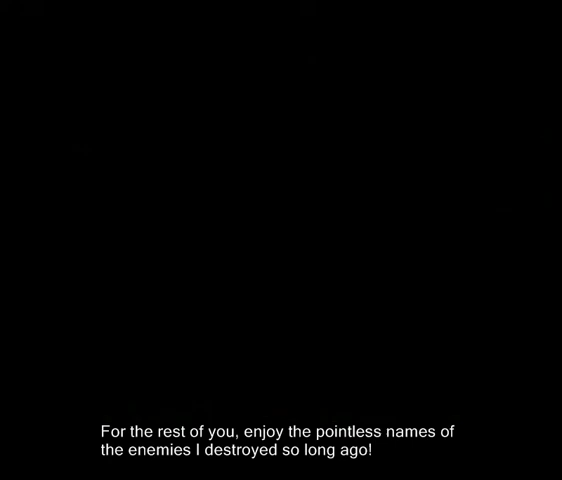 For the rest of you, enjoy the pointless names of
the enemies I destroyed so long ago!